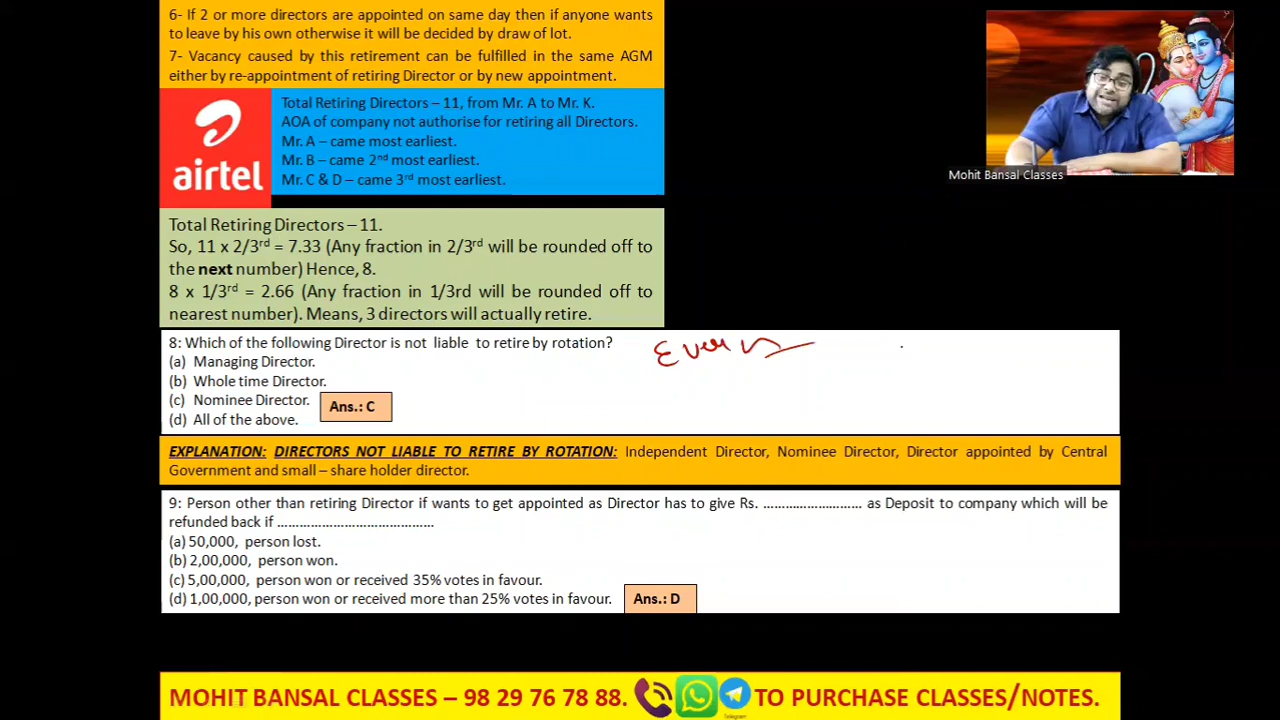 6- If 2 or more directors are appointed on same day then if anyone wants
to leave by his own otherwise it will be decided by draw of lot.
7- Vacancy caused by this retirement can be fulfilled in the same AGM
either by re-appointment of retiring Director or by new appointment.
airtel
Total Retiring Directors – 11, from Mr. A to Mr. K.
AOA of company not authorise for retiring all Directors.
Mr. A – came most earliest.
Mr. B – came 2nd most earliest.
Mr. C & D – came 3rd most earliest.
Mohit Bansal Classes
Total Retiring Directors – 11.
So, 11 x 2/3rd = 7.33 (Any fraction in 2/3rd will be rounded off to
the next number) Hence, 8.
8 x 1/3rd = 2.66 (Any fraction in 1/3rd will be rounded off to
nearest number). Means, 3 directors will actually retire.
8: Which of the following Director is not liable to retire by rotation?
(a) Managing Director.
(b) Whole time Director.
(c) Nominee Director.
(d) All of the above.
Ans.: C
EXPLANATION: DIRECTORS NOT LIABLE TO RETIRE BY ROTATION: Independent Director, Nominee Director, Director appointed by Central
Government and small – share holder director.
9: Person other than retiring Director if wants to get appointed as Director has to give Rs. ........................ as Deposit to company which will be
refunded back if .......................................
(a) 50,000, person lost.
(b) 2,00,000, person won.
(c) 5,00,000, person won or received 35% votes in favour.
(d) 1,00,000, person won or received more than 25% votes in favour.
Ans.: D
MOHIT BANSAL CLASSES – 98 29 76 78 88. TO PURCHASE CLASSES/NOTES.
Telegram